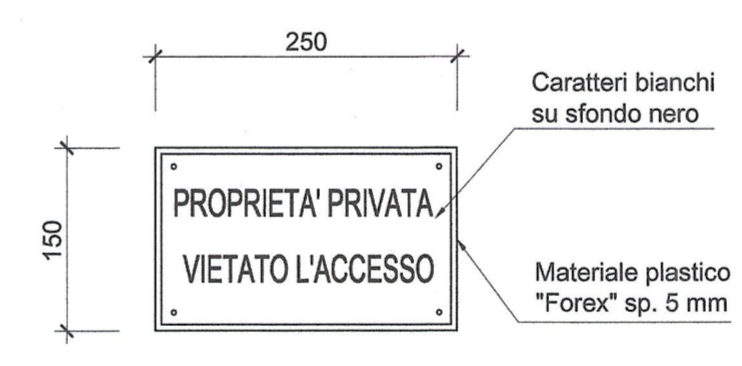 250
Caratteri bianchi
su sfondo nero
150
PROPRIETA' PRIVATA
VIETATO L'ACCESSO
Materiale plastico
"Forex" sp. 5 mm